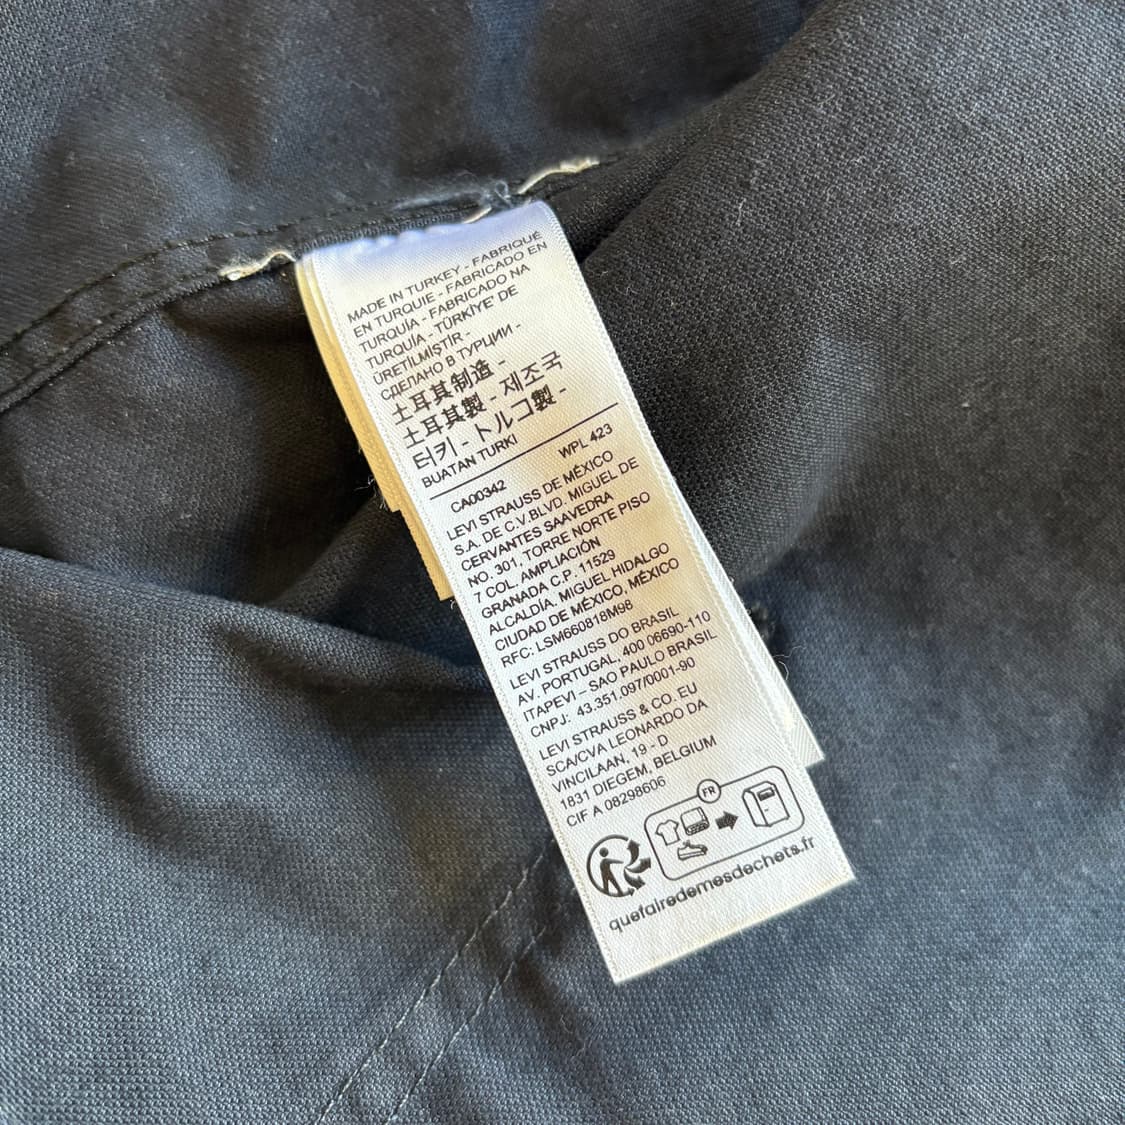 MADE IN TURKEY - FABRIQUÉ
EN TURQUIE - FABRICADO EN
TURQUÍA - FABRICADO NA
TURQUIA - TÜRKİYE' DE
ÜRETİLMİŞTİR -
СДЕЛАНО В ТУРЦИИ -
土耳其制造 -
土耳其製 - 제조국
터키 - トルコ製 -
BUATAN TURKI
CA00342 WPL 423
LEVI STRAUSS DE MÉXICO
S.A. DE C.V.BLVD. MIGUEL DE
CERVANTES SAAVEDRA
NO. 301, TORRE NORTE PISO
7 COL. AMPLIACIÓN
GRANADA C.P. 11529
ALCALDÍA. MIGUEL HIDALGO
CIUDAD DE MÉXICO, MÉXICO
RFC: LSM660818M98
LEVI STRAUSS DO BRASIL
AV. PORTUGAL, 400 06690-110
ITAPEVI – SAO PAULO BRASIL
CNPJ: 43.351.097/0001-90
LEVI STRAUSS & CO. EU
SCA/CVA LEONARDO DA
VINCILAAN, 19 - D
1831 DIEGEM, BELGIUM
CIF A 08298606
FR
quefairedemesdechets.fr